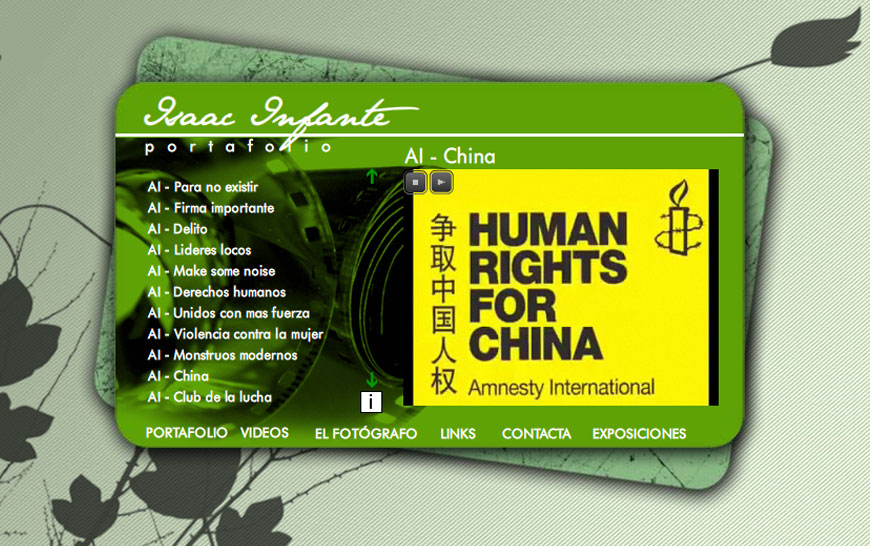 Isaac Infante
portafolio
AI - China
AI - Para no existir
AI - Firma importante
AI - Delito
AI - Lideres locos
AI - Make some noise
AI - Derechos humanos
AI - Unidos con mas fuerza
AI - Violencia contra la mujer
AI - Monstruos modernos
AI - China
AI - Club de la lucha
i
争取中国人权
HUMAN
RIGHTS
FOR
CHINA
Amnesty International
PORTAFOLIO VIDEOS EL FOTÓGRAFO LINKS CONTACTA EXPOSICIONES